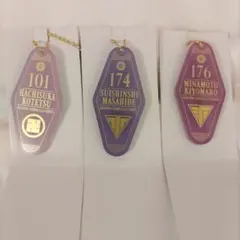 101
HACHISUKA
KOTETSU
174
SUISHINSHI
MASAHIDE
176
MINAMOTO
KIYOMARO